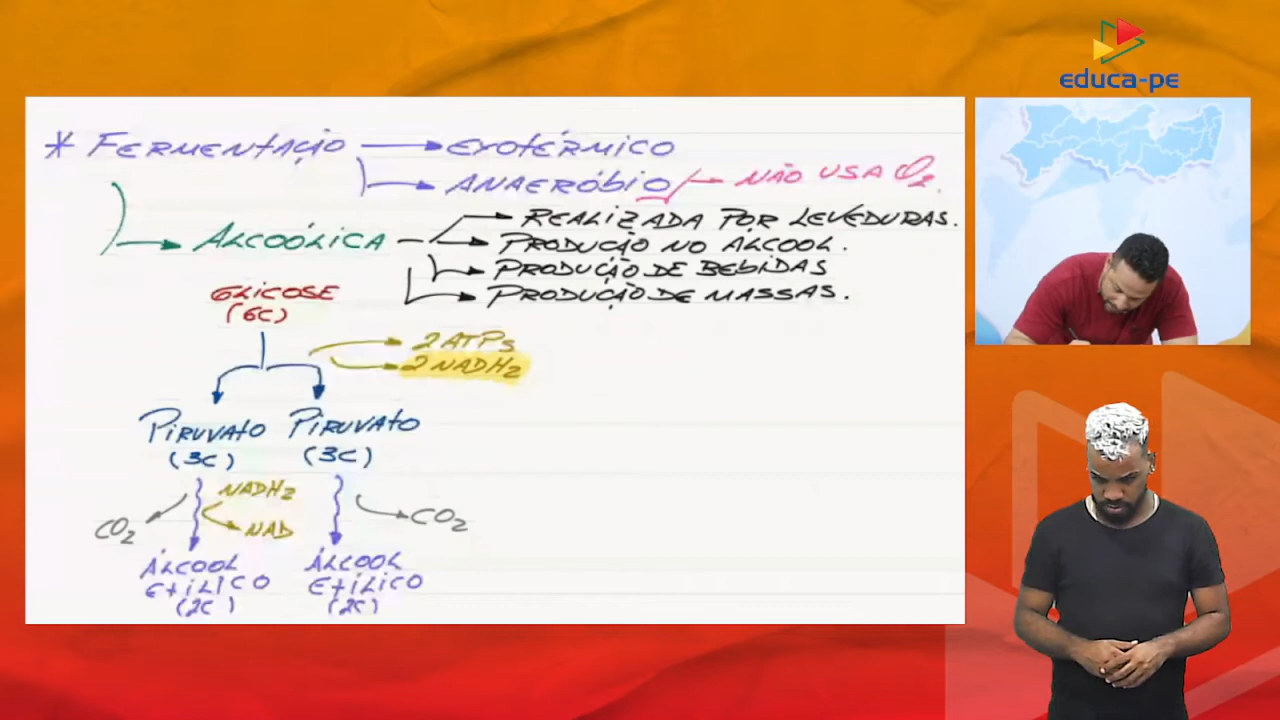 educa-pe
* FERMENTAÇÃO → EXOTÉRMICO
→ ANAERÓBIO → NÃO USA O2.
→ ALCOÓLICA → REALIZADA POR LEVEDURAS.
→ PRODUÇÃO NO ALCOOL.
→ PRODUÇÃO DE BEBIDAS
→ PRODUÇÃO DE MASSAS.
GLICOSE
(6C)
2 ATPs
2 NADH2
PIRUVATO PIRUVATO
(3C) (3C)
NADH2
CO2 NAD CO2
ÁLCOOL ÁLCOOL
ETÍLICO ETÍLICO
(2C) (2C)